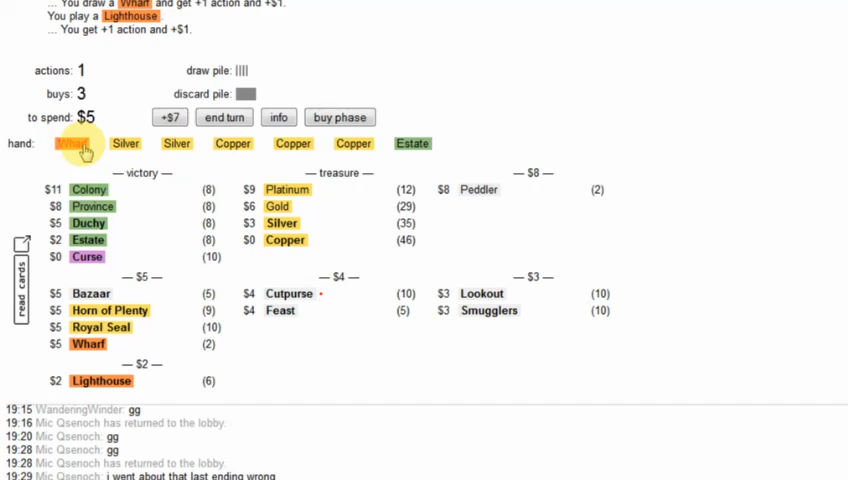 ... You draw a Wharf and get +1 action and +$1.
You play a Lighthouse.
... You get +1 action and +$1.
actions: 1 draw pile:
buys: 3 discard pile:
to spend: $5 +$7 end turn info buy phase
hand: Wharf Silver Silver Copper Copper Copper Estate
— victory — — treasure — — $8 —
$11 Colony (8) $9 Platinum (12) $8 Peddler (2)
$8 Province (8) $6 Gold (29)
$5 Duchy (8) $3 Silver (35)
$2 Estate (8) $0 Copper (46)
$0 Curse (10)
read cards
— $5 — — $4 — — $3 —
$5 Bazaar (5) $4 Cutpurse (10) $3 Lookout (10)
$5 Horn of Plenty (9) $4 Feast (5) $3 Smugglers (10)
$5 Royal Seal (10)
$5 Wharf (2)
— $2 —
$2 Lighthouse (6)
19:15 WanderingWinder: gg
19:16 Mic Qsenoch has returned to the lobby.
19:20 Mic Qsenoch: gg
19:28 Mic Qsenoch: gg
19:28 Mic Qsenoch has returned to the lobby.
19:29 Mic Qsenoch: i went about that last ending wrong